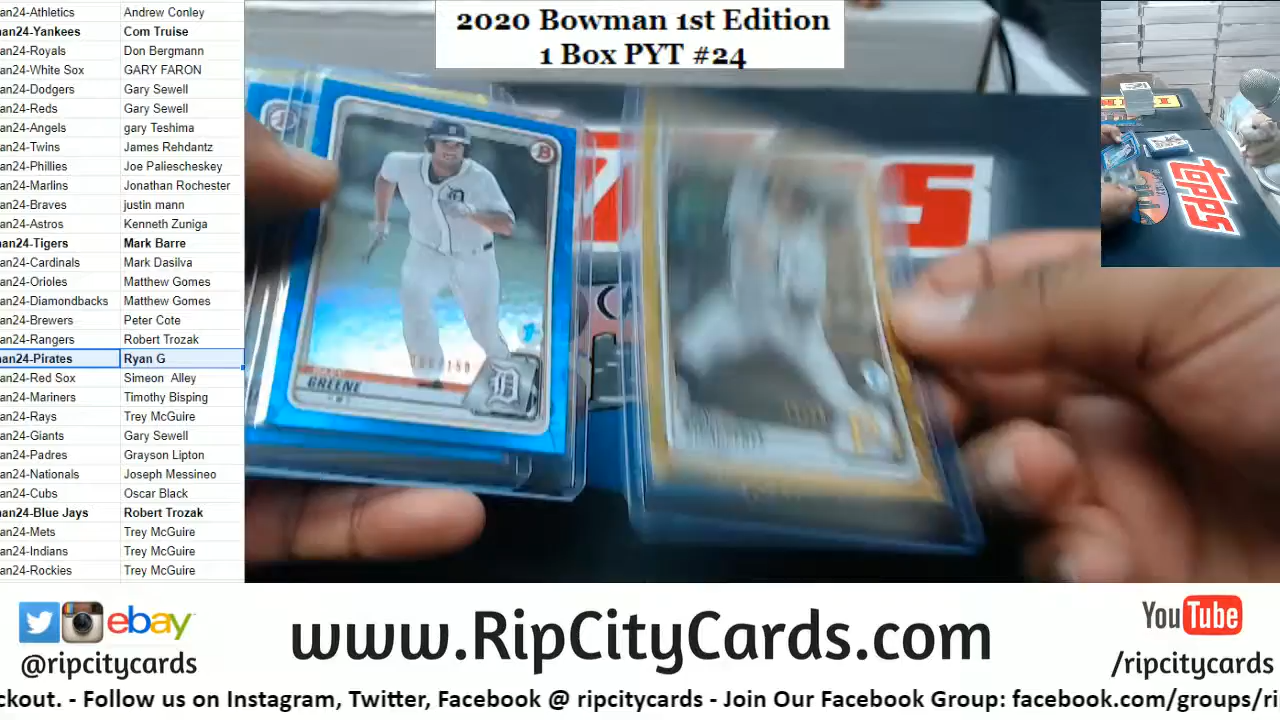 2020 Bowman 1st Edition
1 Box PYT #24
an24-Athletics Andrew Conley
nan24-Yankees Com Truise
an24-Royals Don Bergmann
an24-White Sox GARY FARON
an24-Dodgers Gary Sewell
an24-Reds Gary Sewell
an24-Angels gary Teshima
an24-Twins James Rehdantz
an24-Phillies Joe Paliescheskey
an24-Marlins Jonathan Rochester
an24-Braves justin mann
an24-Astros Kenneth Zuniga
nan24-Tigers Mark Barre
an24-Cardinals Mark Dasilva
an24-Orioles Matthew Gomes
an24-Diamondbacks Matthew Gomes
an24-Brewers Peter Cote
an24-Rangers Robert Trozak
nan24-Pirates Ryan G
an24-Red Sox Simeon Alley
an24-Mariners Timothy Bisping
an24-Rays Trey McGuire
an24-Giants Gary Sewell
an24-Padres Grayson Lipton
an24-Nationals Joseph Messineo
an24-Cubs Oscar Black
nan24-Blue Jays Robert Trozak
an24-Mets Trey McGuire
an24-Indians Trey McGuire
an24-Rockies Trey McGuire
B
GREENE
D
S
TOPPS
ebay
@ripcitycards
www.RipCityCards.com
YouTube
/ripcitycards
ckout. - Follow us on Instagram, Twitter, Facebook @ ripcitycards - Join Our Facebook Group: facebook.com/groups/ri